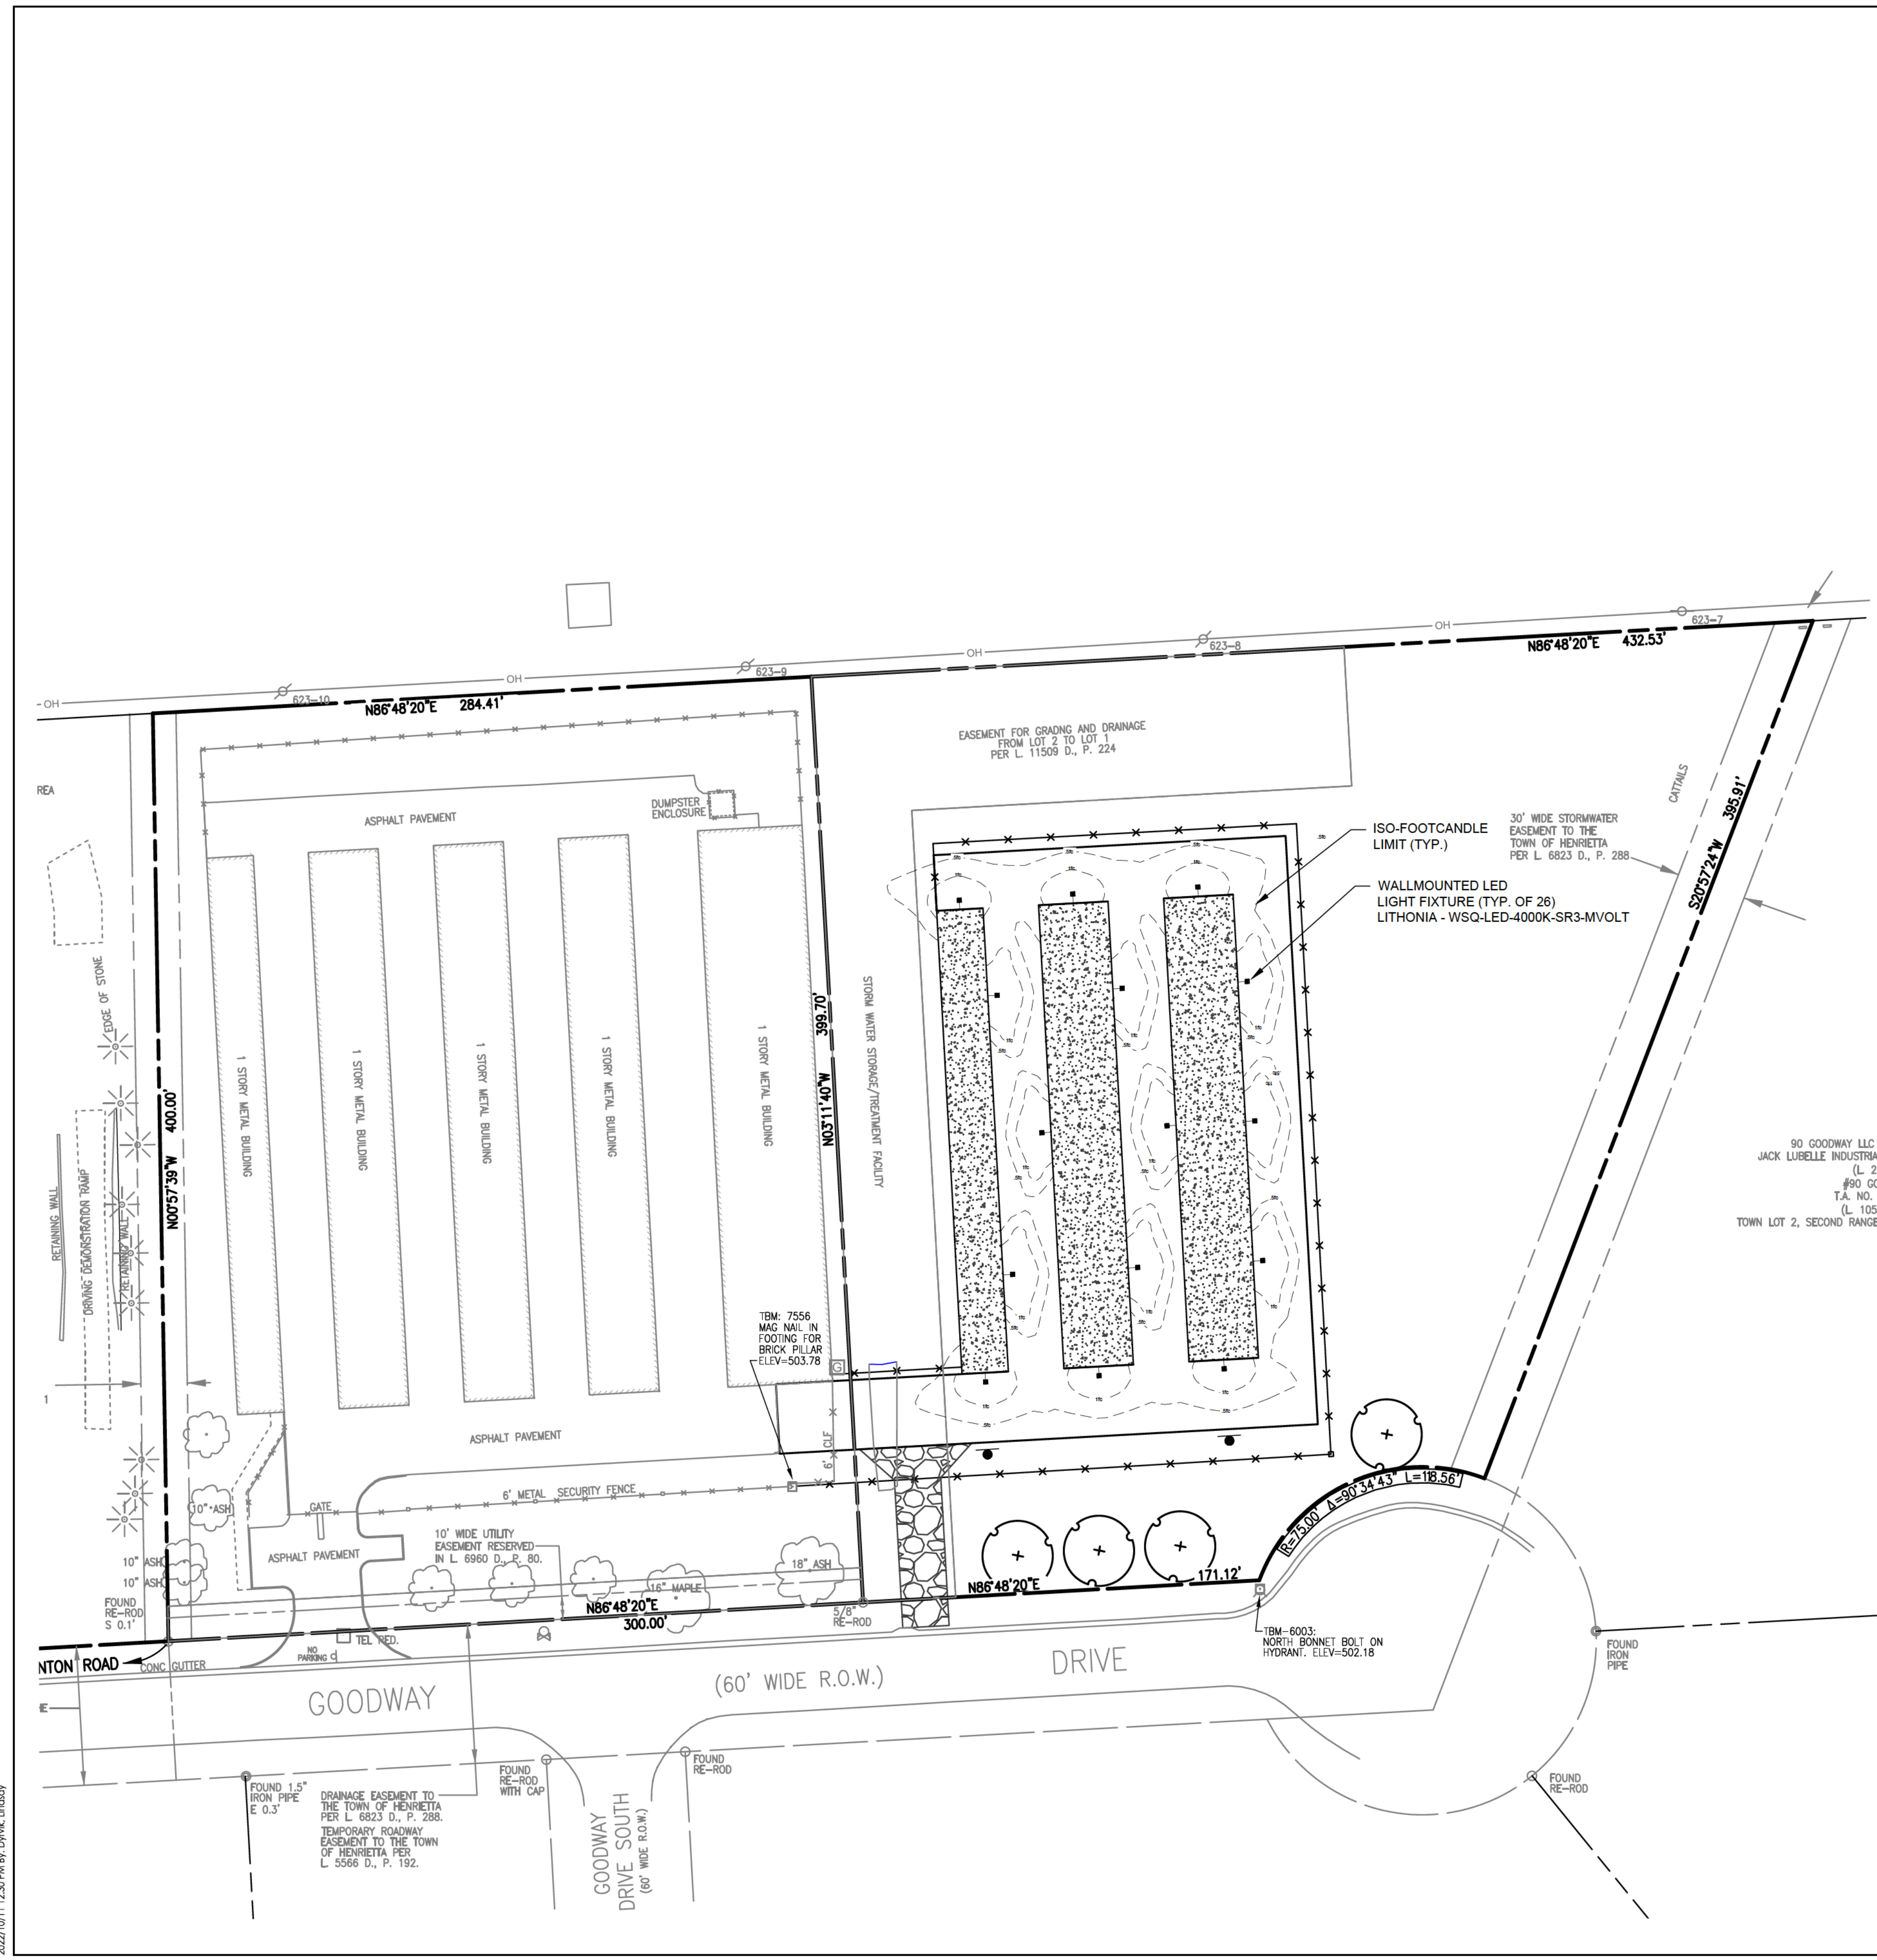 OH
623-7
OH
N86°48'20"E 432.53'
623-8
OH
623-9
OH
623-10
N86°48'20"E 284.41'
OH
EASEMENT FOR GRADNG AND DRAINAGE
FROM LOT 2 TO LOT 1
PER L. 11509 D., P. 224
REA
CATTAILS
S20°57'24"W 395.91'
30' WIDE STORMWATER
EASEMENT TO THE
TOWN OF HENRIETTA
PER L. 6823 D., P. 288
DUMPSTER
ENCLOSURE
ASPHALT PAVEMENT
ISO-FOOTCANDLE
LIMIT (TYP.)
WALLMOUNTED LED
LIGHT FIXTURE (TYP. OF 26)
LITHONIA - WSQ-LED-4000K-SR3-MVOLT
EDGE OF STONE
N00°57'39"W 400.00'
1 STORY METAL BUILDING
1 STORY METAL BUILDING
1 STORY METAL BUILDING
1 STORY METAL BUILDING
1 STORY METAL BUILDING
N03°11'40"W 399.70'
STORM WATER STORAGE/TREATMENT FACILITY
RETAINING WALL
DRIVING DEMONSTRATION RAMP
RETAINING WALL
90 GOODWAY LLC
JACK LUBELLE INDUSTRIA
(L. 2
#90 GO
T.A. NO.
(L. 105
TOWN LOT 2, SECOND RANGE
TBM: 7556
MAG NAIL IN
FOOTING FOR
BRICK PILLAR
ELEV=503.78
G
1
ASPHALT PAVEMENT
6' CLF
6' METAL SECURITY FENCE
GATE
10" ASH
10' WIDE UTILITY
EASEMENT RESERVED
IN L. 6960 D., P. 80.
ASPHALT PAVEMENT
10" ASH
10" ASH
18" ASH
16" MAPLE
R=75.00' Δ=90°34'43" L=118.56'
N86°48'20"E 171.12'
FOUND
RE-ROD
S 0.1'
N86°48'20"E
300.00'
5/8"
RE-ROD
TEL PED.
NO
PARKING
TBM-6003:
NORTH BONNET BOLT ON
HYDRANT. ELEV=502.18
FOUND
IRON
PIPE
NTON ROAD
CONC GUTTER
GOODWAY (60' WIDE R.O.W.) DRIVE
E
FOUND 1.5"
IRON PIPE
E 0.3'
DRAINAGE EASEMENT TO
THE TOWN OF HENRIETTA
PER L. 6823 D., P. 288.
TEMPORARY ROADWAY
EASEMENT TO THE TOWN
OF HENRIETTA PER
L. 5566 D., P. 192.
FOUND
RE-ROD
WITH CAP
FOUND
RE-ROD
FOUND
RE-ROD
GOODWAY
DRIVE SOUTH
(60' WIDE R.O.W.)